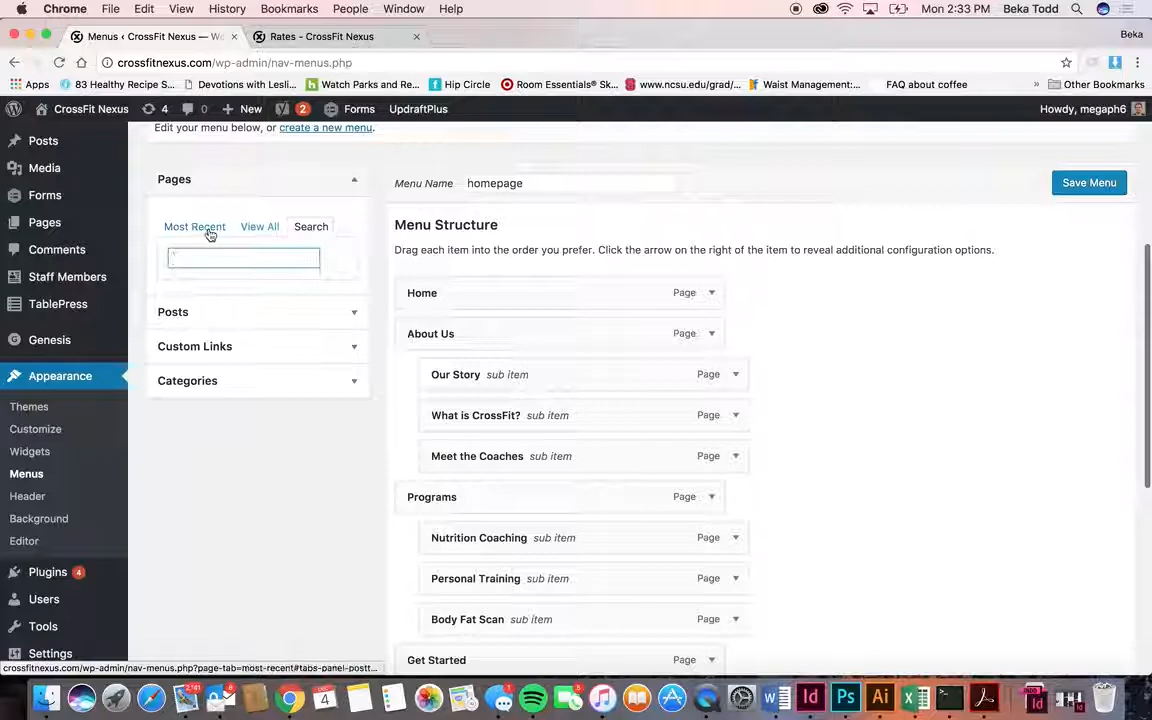 Chrome File Edit View History Bookmarks People Window Help Mon 2:33 PM Beka Todd
Menus ‹ CrossFit Nexus — Wo × Rates - CrossFit Nexus × Beka
crossfitnexus.com/wp-admin/nav-menus.php
Apps 83 Healthy Recipe S... Devotions with Lesli... Watch Parks and Re... Hip Circle Room Essentials® Sk... www.ncsu.edu/grad/... Waist Management:... FAQ about coffee » Other Bookmarks
CrossFit Nexus 4 0 + New 2 Forms UpdraftPlus Howdy, megaph6
Edit your menu below, or create a new menu.
Posts
Media
Forms
Pages
Comments
Staff Members
TablePress
Genesis
Appearance
Themes
Customize
Widgets
Menus
Header
Background
Editor
Plugins 4
Users
Tools
Settings
Pages
Most Recent View All Search
Posts
Custom Links
Categories
Menu Name homepage Save Menu
Menu Structure
Drag each item into the order you prefer. Click the arrow on the right of the item to reveal additional configuration options.
Home Page
About Us Page
Our Story sub item Page
What is CrossFit? sub item Page
Meet the Coaches sub item Page
Programs Page
Nutrition Coaching sub item Page
Personal Training sub item Page
Body Fat Scan sub item Page
Get Started Page
crossfitnexus.com/wp-admin/nav-menus.php?page-tab=most-recent#tabs-panel-postt...